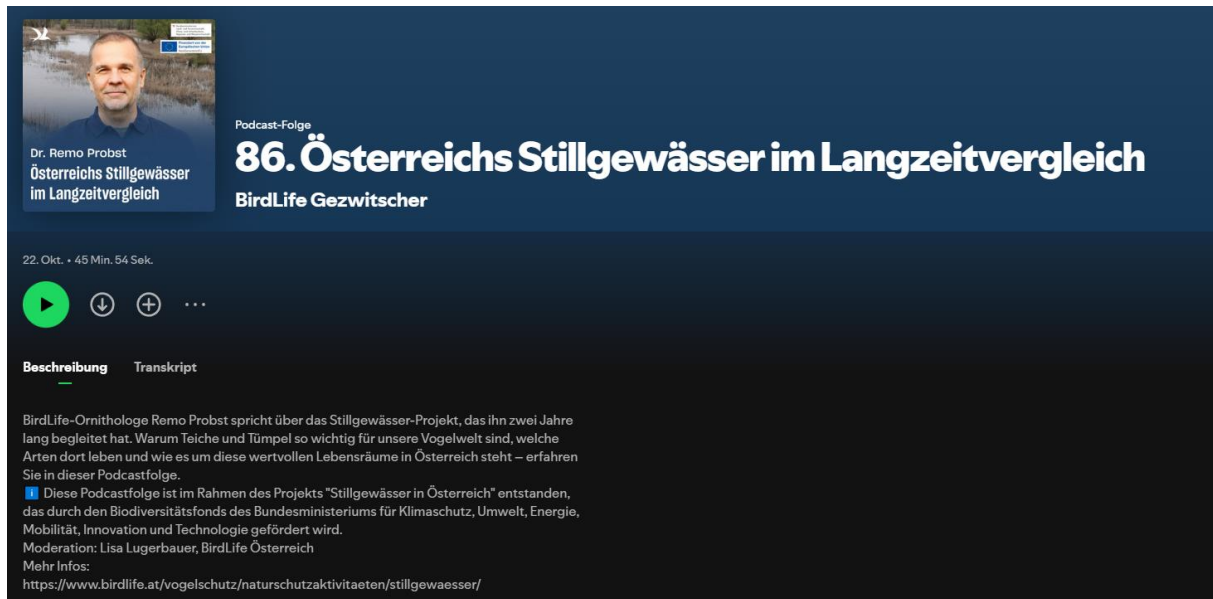 Finanziert von der
Europäischen Union
Dr. Remo Probst
Österreichs Stillgewässer
im Langzeitvergleich
Podcast-Folge
86. Österreichs Stillgewässer im Langzeitvergleich
BirdLife Gezwitscher
22. Okt. • 45 Min. 54 Sek.
Beschreibung
Transkript
BirdLife-Ornithologe Remo Probst spricht über das Stillgewässer-Projekt, das ihn zwei Jahre
lang begleitet hat. Warum Teiche und Tümpel so wichtig für unsere Vogelwelt sind, welche
Arten dort leben und wie es um diese wertvollen Lebensräume in Österreich steht – erfahren
Sie in dieser Podcastfolge.
ℹ️ Diese Podcastfolge ist im Rahmen des Projekts "Stillgewässer in Österreich" entstanden,
das durch den Biodiversitätsfonds des Bundesministeriums für Klimaschutz, Umwelt, Energie,
Mobilität, Innovation und Technologie gefördert wird.
Moderation: Lisa Lugerbauer, BirdLife Österreich
Mehr Infos:
https://www.birdlife.at/vogelschutz/naturschutzaktivitaeten/stillgewaesser/